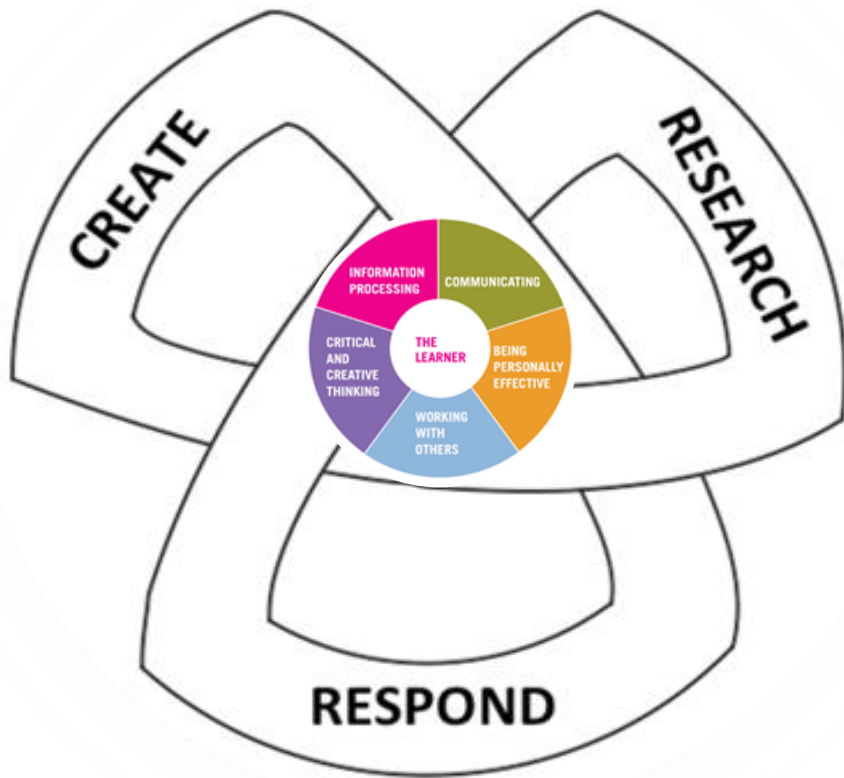 CREATE
RESEARCH
INFORMATION
PROCESSING
COMMUNICATING
CRITICAL
AND
CREATIVE
THINKING
THE
LEARNER
BEING
PERSONALLY
EFFECTIVE
WORKING
WITH
OTHERS
RESPOND